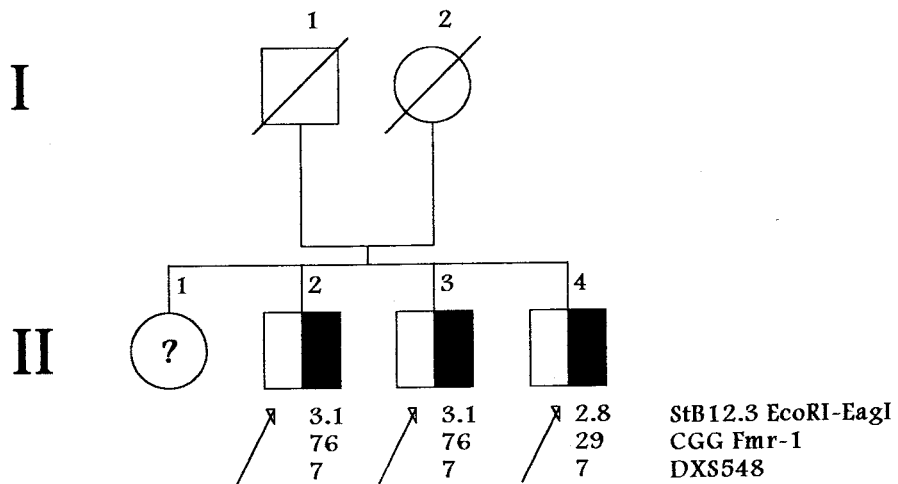 1 2
I
1 2 3 4
II ?
3.1 3.1 2.8 StB12.3 EcoRI-EagI
76 76 29 CGG Fmr-1
7 7 7 DXS548